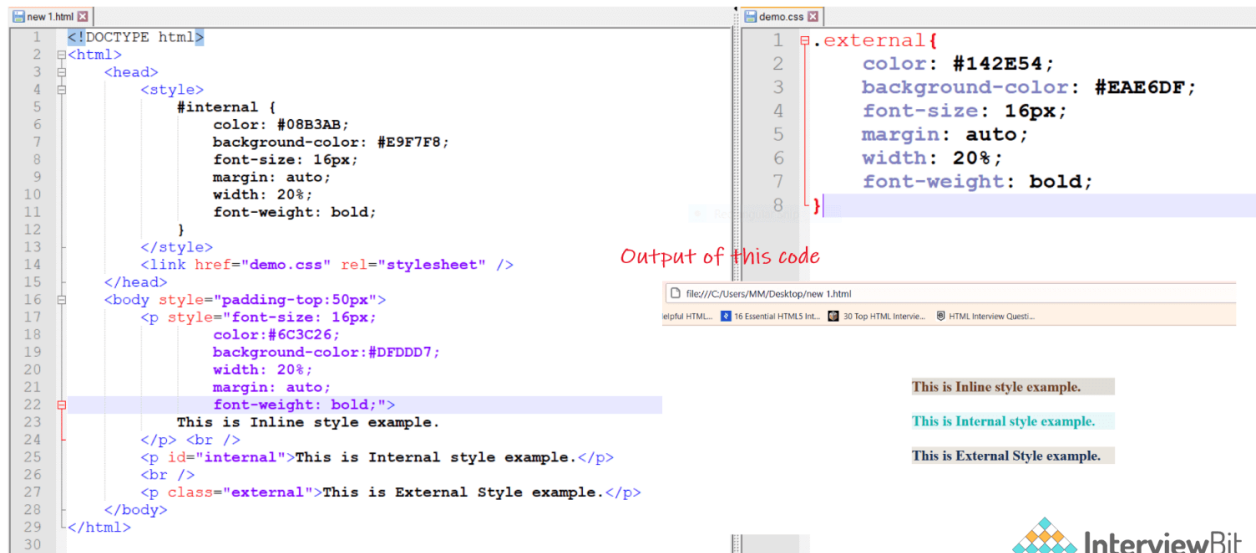 new 1.html
1 <!DOCTYPE html>
2 <html>
3 <head>
4 <style>
5 #internal {
6 color: #08B3AB;
7 background-color: #E9F7F8;
8 font-size: 16px;
9 margin: auto;
10 width: 20%;
11 font-weight: bold;
12 }
13 </style>
14 <link href="demo.css" rel="stylesheet" />
15 </head>
16 <body style="padding-top:50px">
17 <p style="font-size: 16px;
18 color:#6C3C26;
19 background-color:#DFDDD7;
20 width: 20%;
21 margin: auto;
22 font-weight: bold;">
23 This is Inline style example.
24 </p> <br />
25 <p id="internal">This is Internal style example.</p>
26 <br />
27 <p class="external">This is External Style example.</p>
28 </body>
29 </html>
30
demo.css
1 .external{
2 color: #142E54;
3 background-color: #EAE6DF;
4 font-size: 16px;
5 margin: auto;
6 width: 20%;
7 font-weight: bold;
8 }
Output of this code
file:///C:/Users/MM/Desktop/new 1.html
elpful HTML... 16 Essential HTML5 Int... 30 Top HTML Intervie... HTML Interview Questi...
This is Inline style example.
This is Internal style example.
This is External Style example.
InterviewBit